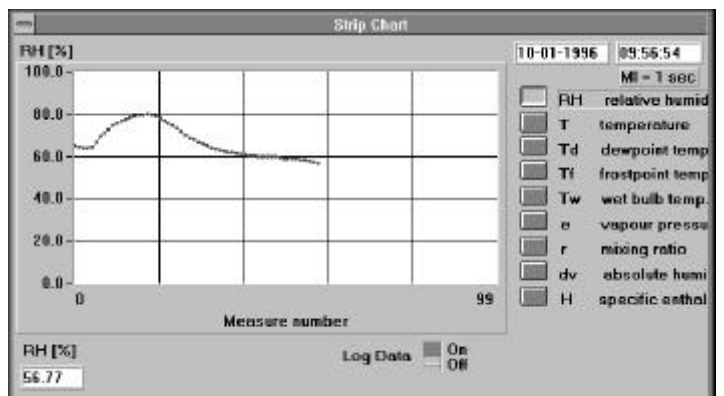 Strip Chart
RH [%]
10-01-1996 09:56:54
MI = 1 sec
100.0
80.0
60.0
40.0
20.0
0.0
0 99
Measure number
RH relative humid
T temperature
Td dewpoint temp
Tf frostpoint temp
Tw wet bulb temp.
e vapour pressu
r mixing ratio
dv absolute humi
H specific enthal
RH [%]
56.77
Log Data On
Off